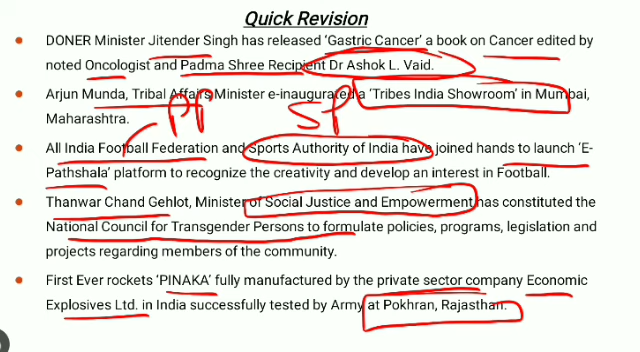 Quick Revision
DONER Minister Jitender Singh has released ‘Gastric Cancer’ a book on Cancer edited by
noted Oncologist and Padma Shree Recipient Dr Ashok L. Vaid.
Arjun Munda, Tribal Affairs Minister e-inaugurated a ‘Tribes India Showroom’ in Mumbai,
Maharashtra.
All India Football Federation and Sports Authority of India have joined hands to launch ‘E-
Pathshala’ platform to recognize the creativity and develop an interest in Football.
Thanwar Chand Gehlot, Minister of Social Justice and Empowerment has constituted the
National Council for Transgender Persons to formulate policies, programs, legislation and
projects regarding members of the community.
First Ever rockets ‘PINAKA’ fully manufactured by the private sector company Economic
Explosives Ltd. in India successfully tested by Army at Pokhran, Rajasthan.